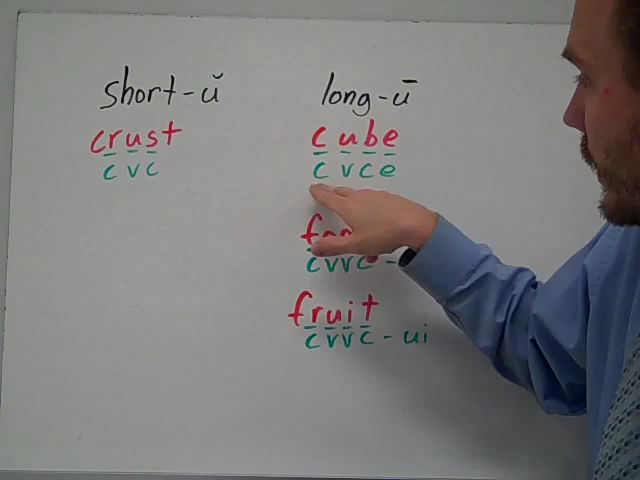 short-ŭ
long-ū
crust
cvc
cube
cvce
cvvc -
fruit
cvvc - ui